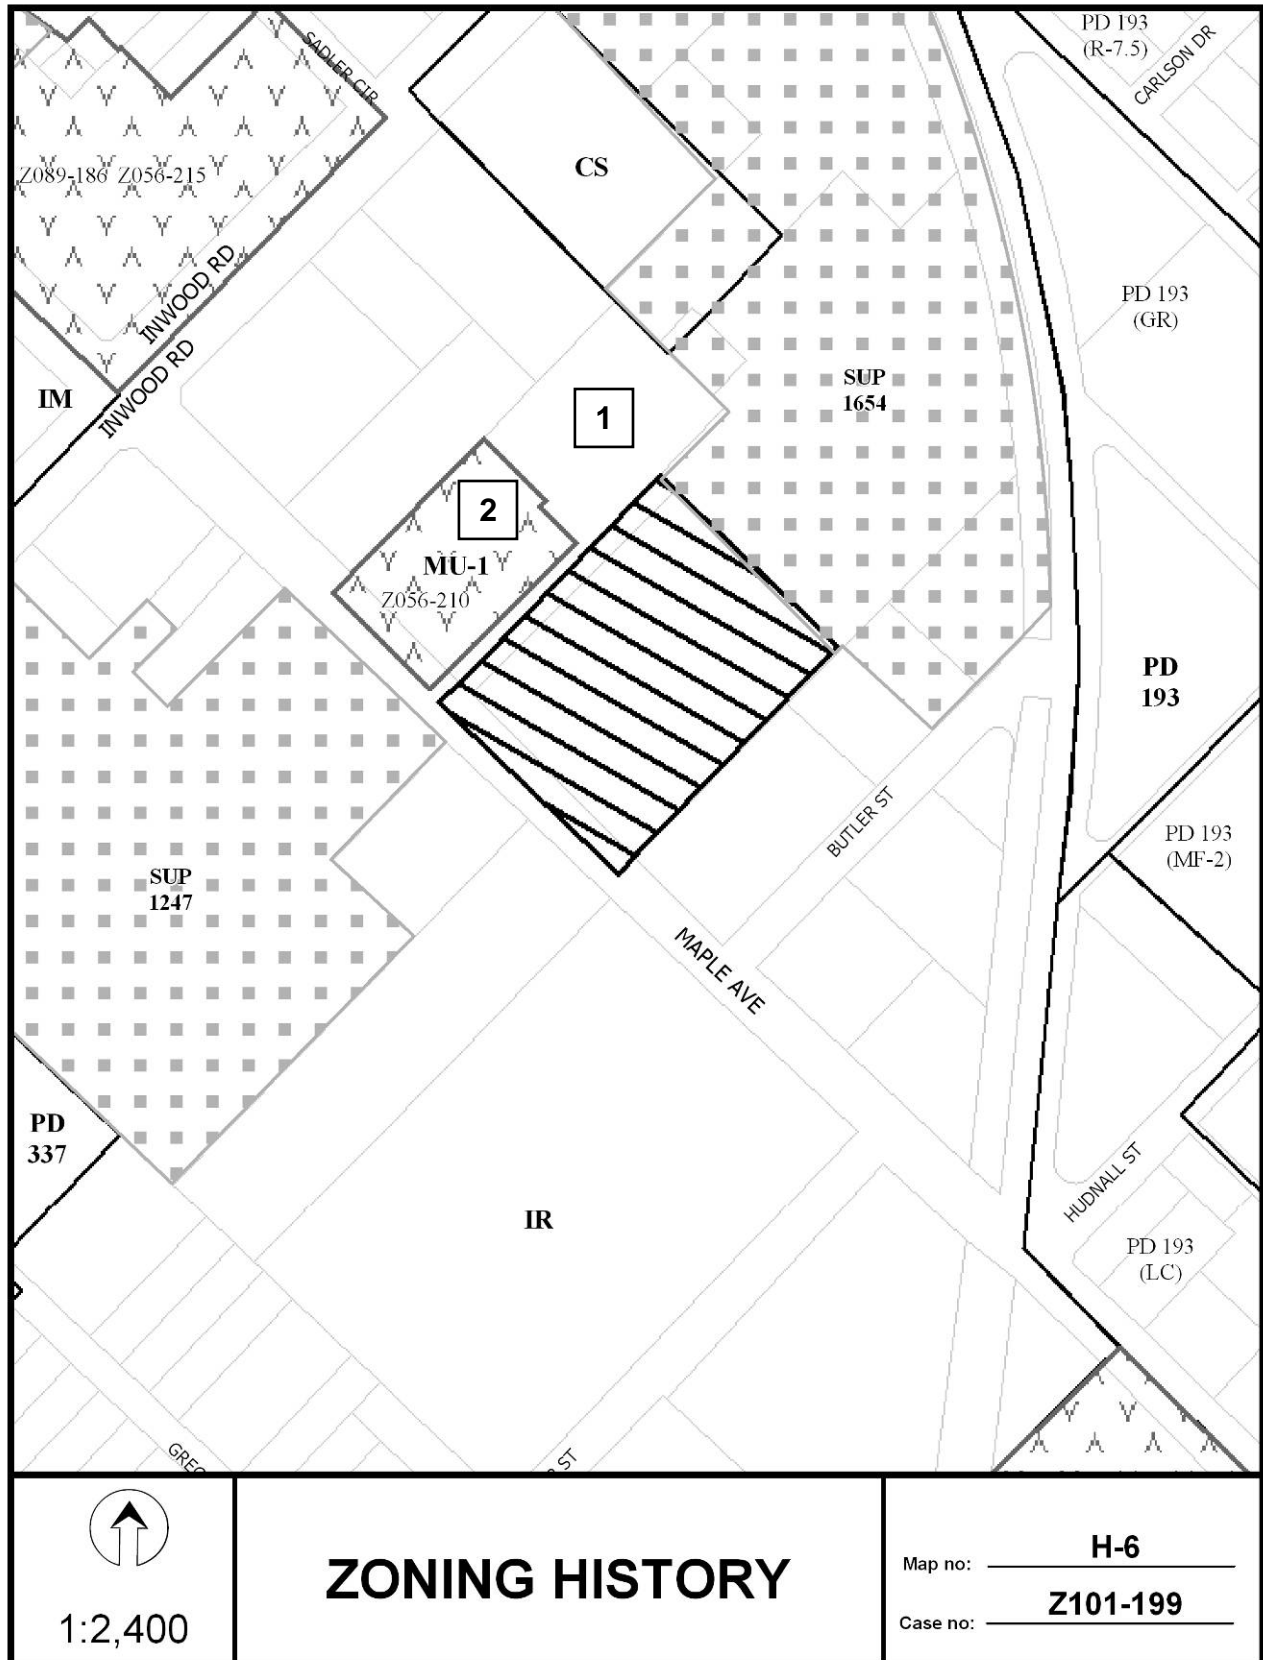 PD 193
(R-7.5)
CARLSON DR
SADLER CIR
CS
Z089-186 Z056-215
INWOOD RD
PD 193
(GR)
INWOOD RD
IM
SUP
1654
1
2
MU-1
Z056-210
PD
193
BUTLER ST
PD 193
(MF-2)
SUP
1247
MAPLE AVE
PD
337
HUDNALL ST
IR
PD 193
(LC)
ST
1:2,400
ZONING HISTORY
Map no: H-6
Case no: Z101-199